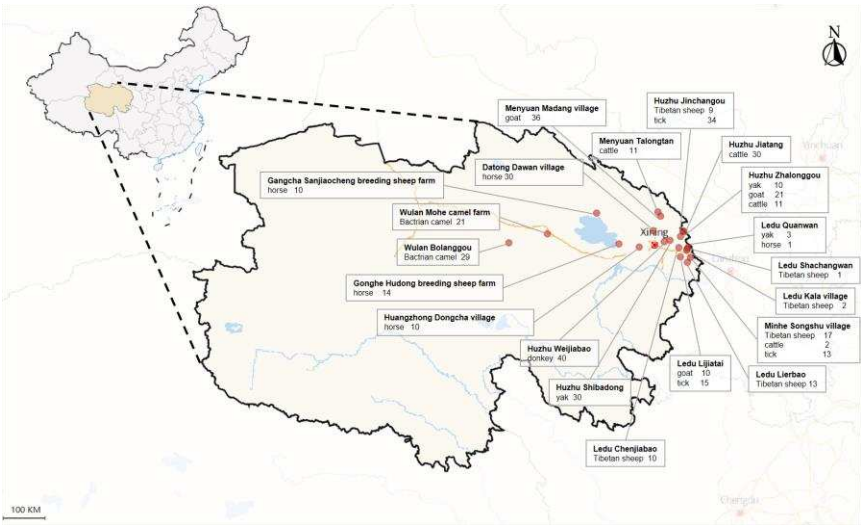 N
Menyuan Madang village
goat 36
Huzhu Jinchangou
Tibetan sheep 9
tick 34
Menyuan Talongtan
cattle 11
Huzhu Jiatang
cattle 30
Datong Dawan village
horse 30
Huzhu Zhalonggou
yak 10
goat 21
cattle 11
Gangcha Sanjiaocheng breeding sheep farm
horse 10
Wulan Mohe camel farm
Bactrian camel 21
Xining
Ledu Quanwan
yak 3
horse 1
Wulan Bolanggou
Bactrian camel 29
Ledu Shachangwan
Tibetan sheep 1
Gonghe Hudong breeding sheep farm
horse 14
Ledu Kala village
Tibetan sheep 2
Huangzhong Dongcha village
horse 10
Minhe Songshu village
Tibetan sheep 17
cattle 2
tick 13
Huzhu Weijiabao
donkey 40
Ledu Lijiatai
goat 10
tick 15
Ledu Lierbao
Tibetan sheep 13
Huzhu Shibadong
yak 30
Ledu Chenjiabao
Tibetan sheep 10
Chengdu
100 KM